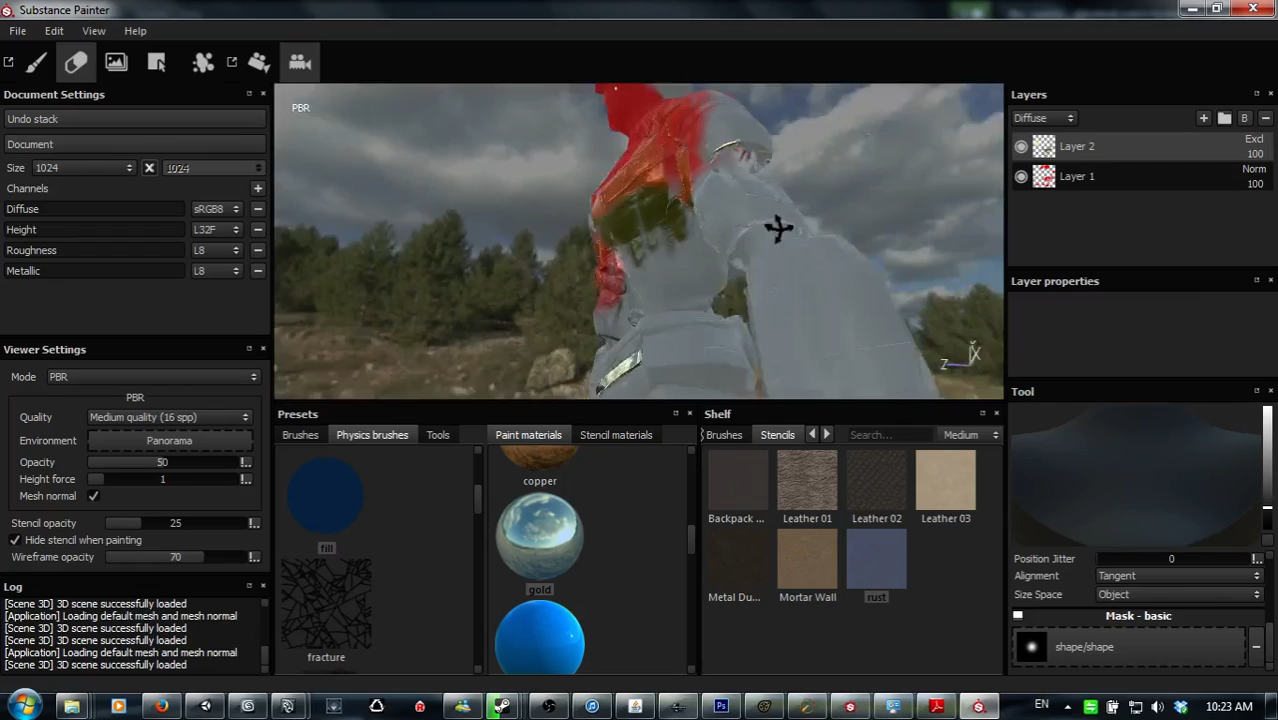 Substance Painter
File Edit View Help
Document Settings
Undo stack
Document
Size 1024 X 1024
Channels
Diffuse sRGB8
Height L32F
Roughness L8
Metallic L8
Viewer Settings
Mode PBR
PBR
Quality Medium quality (16 spp)
Environment Panorama
Opacity 50
Height force 1
Mesh normal
Stencil opacity 25
Hide stencil when painting
Wireframe opacity 70
Log
[Scene 3D] 3D scene successfully loaded
[Application] Loading default mesh and mesh normal
[Scene 3D] 3D scene successfully loaded
[Scene 3D] 3D scene successfully loaded
[Application] Loading default mesh and mesh normal
[Scene 3D] 3D scene successfully loaded
PBR
Z X
Presets
Brushes Physics brushes Tools
fill
fracture
Paint materials Stencil materials
copper
gold
Shelf
Brushes Stencils Search... Medium
Backpack ... Leather 01 Leather 02 Leather 03
Metal Du... Mortar Wall rust
Layers
Diffuse B
Layer 2 Excl 100
Layer 1 Norm 100
Layer properties
Tool
Position Jitter 0
Alignment Tangent
Size Space Object
Mask - basic
shape/shape
Ps
EN 10:23 AM